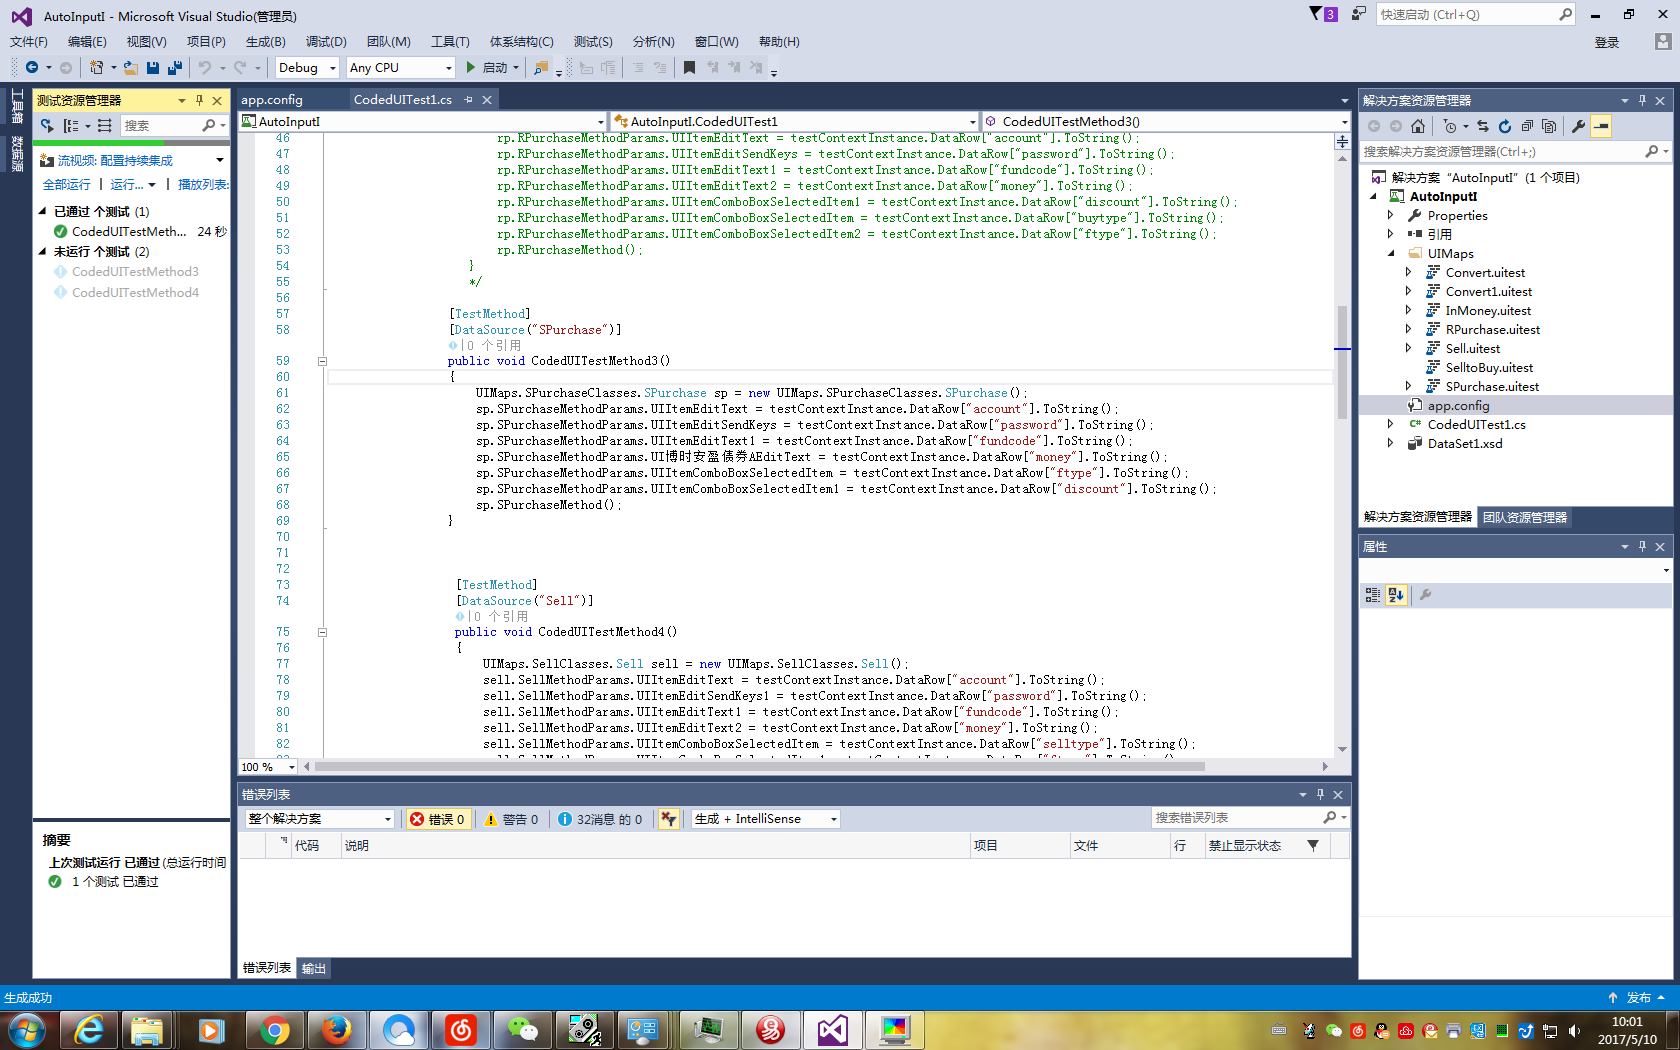 AutoInputI - Microsoft Visual Studio(管理员)
3
快速启动 (Ctrl+Q)
文件(F) 编辑(E) 视图(V) 项目(P) 生成(B) 调试(D) 团队(M) 工具(T) 体系结构(C) 测试(S) 分析(N) 窗口(W) 帮助(H)
登录
Debug Any CPU 启动
工具箱
数据源
测试资源管理器
搜索
流视频: 配置持续集成
全部运行 | 运行... | 播放列表:
已通过 个测试 (1)
CodedUITestMeth... 24 秒
未运行 个测试 (2)
CodedUITestMethod3
CodedUITestMethod4
摘要
上次测试运行 已通过 (总运行时间
1 个测试 已通过
app.config CodedUITest1.cs
AutoInputI AutoInputI.CodedUITest1 CodedUITestMethod3()
46 rp.RPurchaseMethodParams.UIItemEditText = testContextInstance.DataRow["account"].ToString();
47 rp.RPurchaseMethodParams.UIItemEditSendKeys = testContextInstance.DataRow["password"].ToString();
48 rp.RPurchaseMethodParams.UIItemEditText1 = testContextInstance.DataRow["fundcode"].ToString();
49 rp.RPurchaseMethodParams.UIItemEditText2 = testContextInstance.DataRow["money"].ToString();
50 rp.RPurchaseMethodParams.UIItemComboBoxSelectedItem1 = testContextInstance.DataRow["discount"].ToString();
51 rp.RPurchaseMethodParams.UIItemComboBoxSelectedItem = testContextInstance.DataRow["buytype"].ToString();
52 rp.RPurchaseMethodParams.UIItemComboBoxSelectedItem2 = testContextInstance.DataRow["ftype"].ToString();
53 rp.RPurchaseMethod();
54 }
55 */
56
57 [TestMethod]
58 [DataSource("SPurchase")]
|0 个引用
59 public void CodedUITestMethod3()
60 {
61 UIMaps.SPurchaseClasses.SPurchase sp = new UIMaps.SPurchaseClasses.SPurchase();
62 sp.SPurchaseMethodParams.UIItemEditText = testContextInstance.DataRow["account"].ToString();
63 sp.SPurchaseMethodParams.UIItemEditSendKeys = testContextInstance.DataRow["password"].ToString();
64 sp.SPurchaseMethodParams.UIItemEditText1 = testContextInstance.DataRow["fundcode"].ToString();
65 sp.SPurchaseMethodParams.UI博时安盈债券AEditText = testContextInstance.DataRow["money"].ToString();
66 sp.SPurchaseMethodParams.UIItemComboBoxSelectedItem = testContextInstance.DataRow["ftype"].ToString();
67 sp.SPurchaseMethodParams.UIItemComboBoxSelectedItem1 = testContextInstance.DataRow["discount"].ToString();
68 sp.SPurchaseMethod();
69 }
70
71
72
73 [TestMethod]
74 [DataSource("Sell")]
|0 个引用
75 public void CodedUITestMethod4()
76 {
77 UIMaps.SellClasses.Sell sell = new UIMaps.SellClasses.Sell();
78 sell.SellMethodParams.UIItemEditText = testContextInstance.DataRow["account"].ToString();
79 sell.SellMethodParams.UIItemEditSendKeys1 = testContextInstance.DataRow["password"].ToString();
80 sell.SellMethodParams.UIItemEditText1 = testContextInstance.DataRow["fundcode"].ToString();
81 sell.SellMethodParams.UIItemEditText2 = testContextInstance.DataRow["money"].ToString();
82 sell.SellMethodParams.UIItemComboBoxSelectedItem = testContextInstance.DataRow["selltype"].ToString();
100 %
错误列表
整个解决方案 错误 0 警告 0 32消息 的 0 生成 + IntelliSense 搜索错误列表
代码 说明 项目 文件 行 禁止显示状态
错误列表 输出
解决方案资源管理器
搜索解决方案资源管理器(Ctrl+;)
解决方案 “AutoInputI” (1 个项目)
AutoInputI
Properties
引用
UIMaps
Convert.uitest
Convert1.uitest
InMoney.uitest
RPurchase.uitest
Sell.uitest
SelltoBuy.uitest
SPurchase.uitest
app.config
CodedUITest1.cs
DataSet1.xsd
解决方案资源管理器 团队资源管理器
属性
生成成功
发布
10:01
2017/5/10